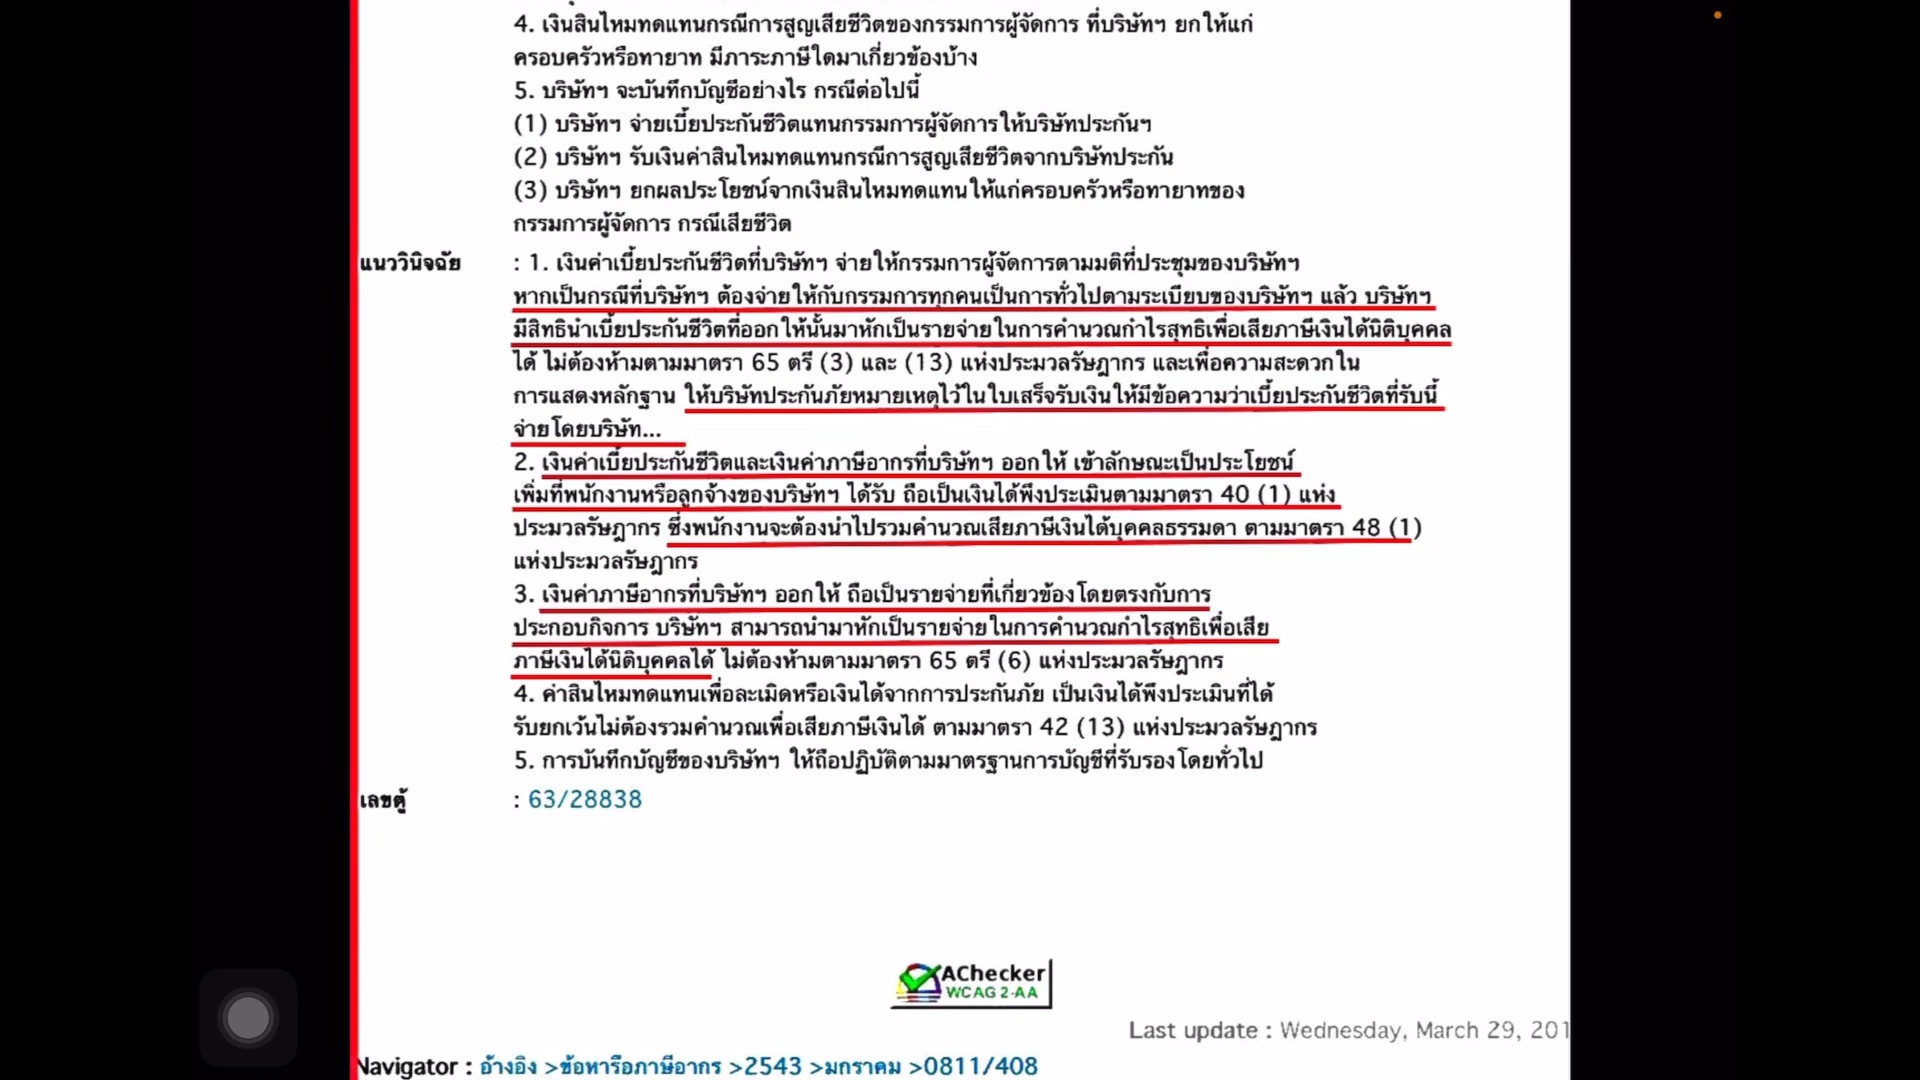 4. เงินสินไหมทดแทนกรณีการสูญเสียชีวิตของกรรมการผู้จัดการ ที่บริษัทฯ ยกให้แก่
ครอบครัวหรือทายาท มีภาระภาษีใดมาเกี่ยวข้องบ้าง
5. บริษัทฯ จะบันทึกบัญชีอย่างไร กรณีต่อไปนี้
(1) บริษัทฯ จ่ายเบี้ยประกันชีวิตแทนกรรมการผู้จัดการให้บริษัทประกันฯ
(2) บริษัทฯ รับเงินค่าสินไหมทดแทนกรณีการสูญเสียชีวิตจากบริษัทประกัน
(3) บริษัทฯ ยกผลประโยชน์จากเงินสินไหมทดแทนให้แก่ครอบครัวหรือทายาทของ
กรรมการผู้จัดการ กรณีเสียชีวิต
แนววินิจฉัย : 1. เงินค่าเบี้ยประกันชีวิตที่บริษัทฯ จ่ายให้กรรมการผู้จัดการตามมติที่ประชุมของบริษัทฯ
หากเป็นกรณีที่บริษัทฯ ต้องจ่ายให้กับกรรมการทุกคนเป็นการทั่วไปตามระเบียบของบริษัทฯ แล้ว บริษัทฯ
มีสิทธินำเบี้ยประกันชีวิตที่ออกให้นั้นมาหักเป็นรายจ่ายในการคำนวณกำไรสุทธิเพื่อเสียภาษีเงินได้นิติบุคคล
ได้ ไม่ต้องห้ามตามมาตรา 65 ตรี (3) และ (13) แห่งประมวลรัษฎากร และเพื่อความสะดวกใน
การแสดงหลักฐาน ให้บริษัทประกันภัยหมายเหตุไว้ในใบเสร็จรับเงินให้มีข้อความว่าเบี้ยประกันชีวิตที่รับนี้
จ่ายโดยบริษัท...
2. เงินค่าเบี้ยประกันชีวิตและเงินค่าภาษีอากรที่บริษัทฯ ออกให้ เข้าลักษณะเป็นประโยชน์
เพิ่มที่พนักงานหรือลูกจ้างของบริษัทฯ ได้รับ ถือเป็นเงินได้พึงประเมินตามมาตรา 40 (1) แห่ง
ประมวลรัษฎากร ซึ่งพนักงานจะต้องนำไปรวมคำนวณเสียภาษีเงินได้บุคคลธรรมดา ตามมาตรา 48 (1)
แห่งประมวลรัษฎากร
3. เงินค่าภาษีอากรที่บริษัทฯ ออกให้ ถือเป็นรายจ่ายที่เกี่ยวข้องโดยตรงกับการ
ประกอบกิจการ บริษัทฯ สามารถนำมาหักเป็นรายจ่ายในการคำนวณกำไรสุทธิเพื่อเสีย
ภาษีเงินได้นิติบุคคลได้ ไม่ต้องห้ามตามมาตรา 65 ตรี (6) แห่งประมวลรัษฎากร
4. ค่าสินไหมทดแทนเพื่อละเมิดหรือเงินได้จากการประกันภัย เป็นเงินได้พึงประเมินที่ได้
รับยกเว้นไม่ต้องรวมคำนวณเพื่อเสียภาษีเงินได้ ตามมาตรา 42 (13) แห่งประมวลรัษฎากร
5. การบันทึกบัญชีของบริษัทฯ ให้ถือปฏิบัติตามมาตรฐานการบัญชีที่รับรองโดยทั่วไป
เลขตู้ : 63/28838
AChecker
WCAG 2-AA
Last update : Wednesday, March 29, 201
Navigator : อ้างอิง >ข้อหารือภาษีอากร >2543 >มกราคม >0811/408